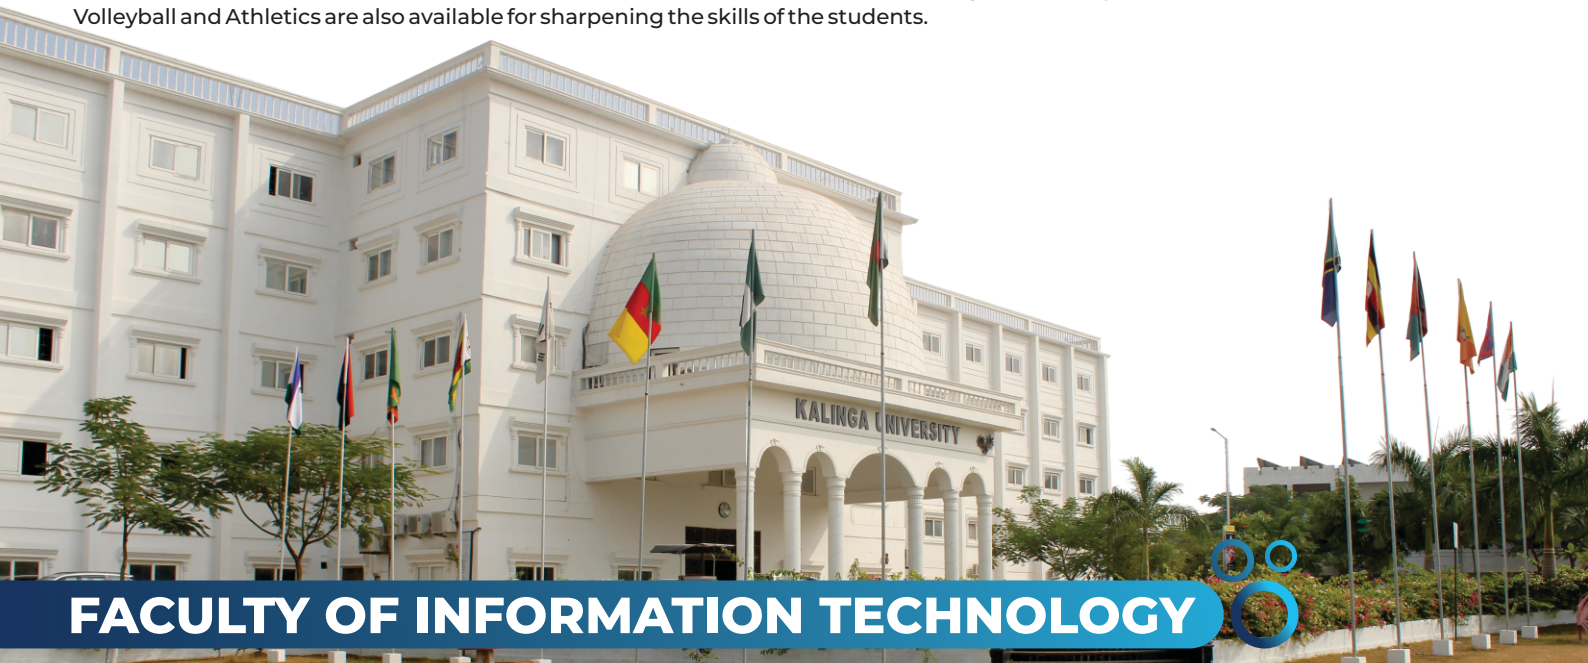 Volleyball and Athletics are also available for sharpening the skills of the students.
KALINGA UNIVERSITY
FACULTY OF INFORMATION TECHNOLOGY